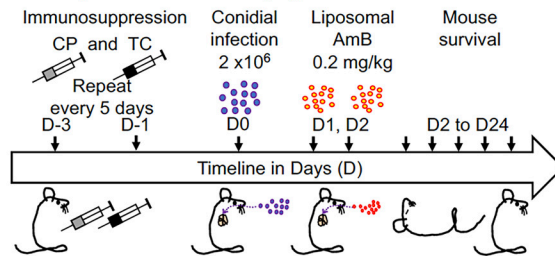 Immunosuppression
CP and TC
Repeat
every 5 days
D-3 D-1
Conidial
infection
2 x10⁶
D0
Liposomal
AmB
0.2 mg/kg
D1, D2
Mouse
survival
D2 to D24
Timeline in Days (D)